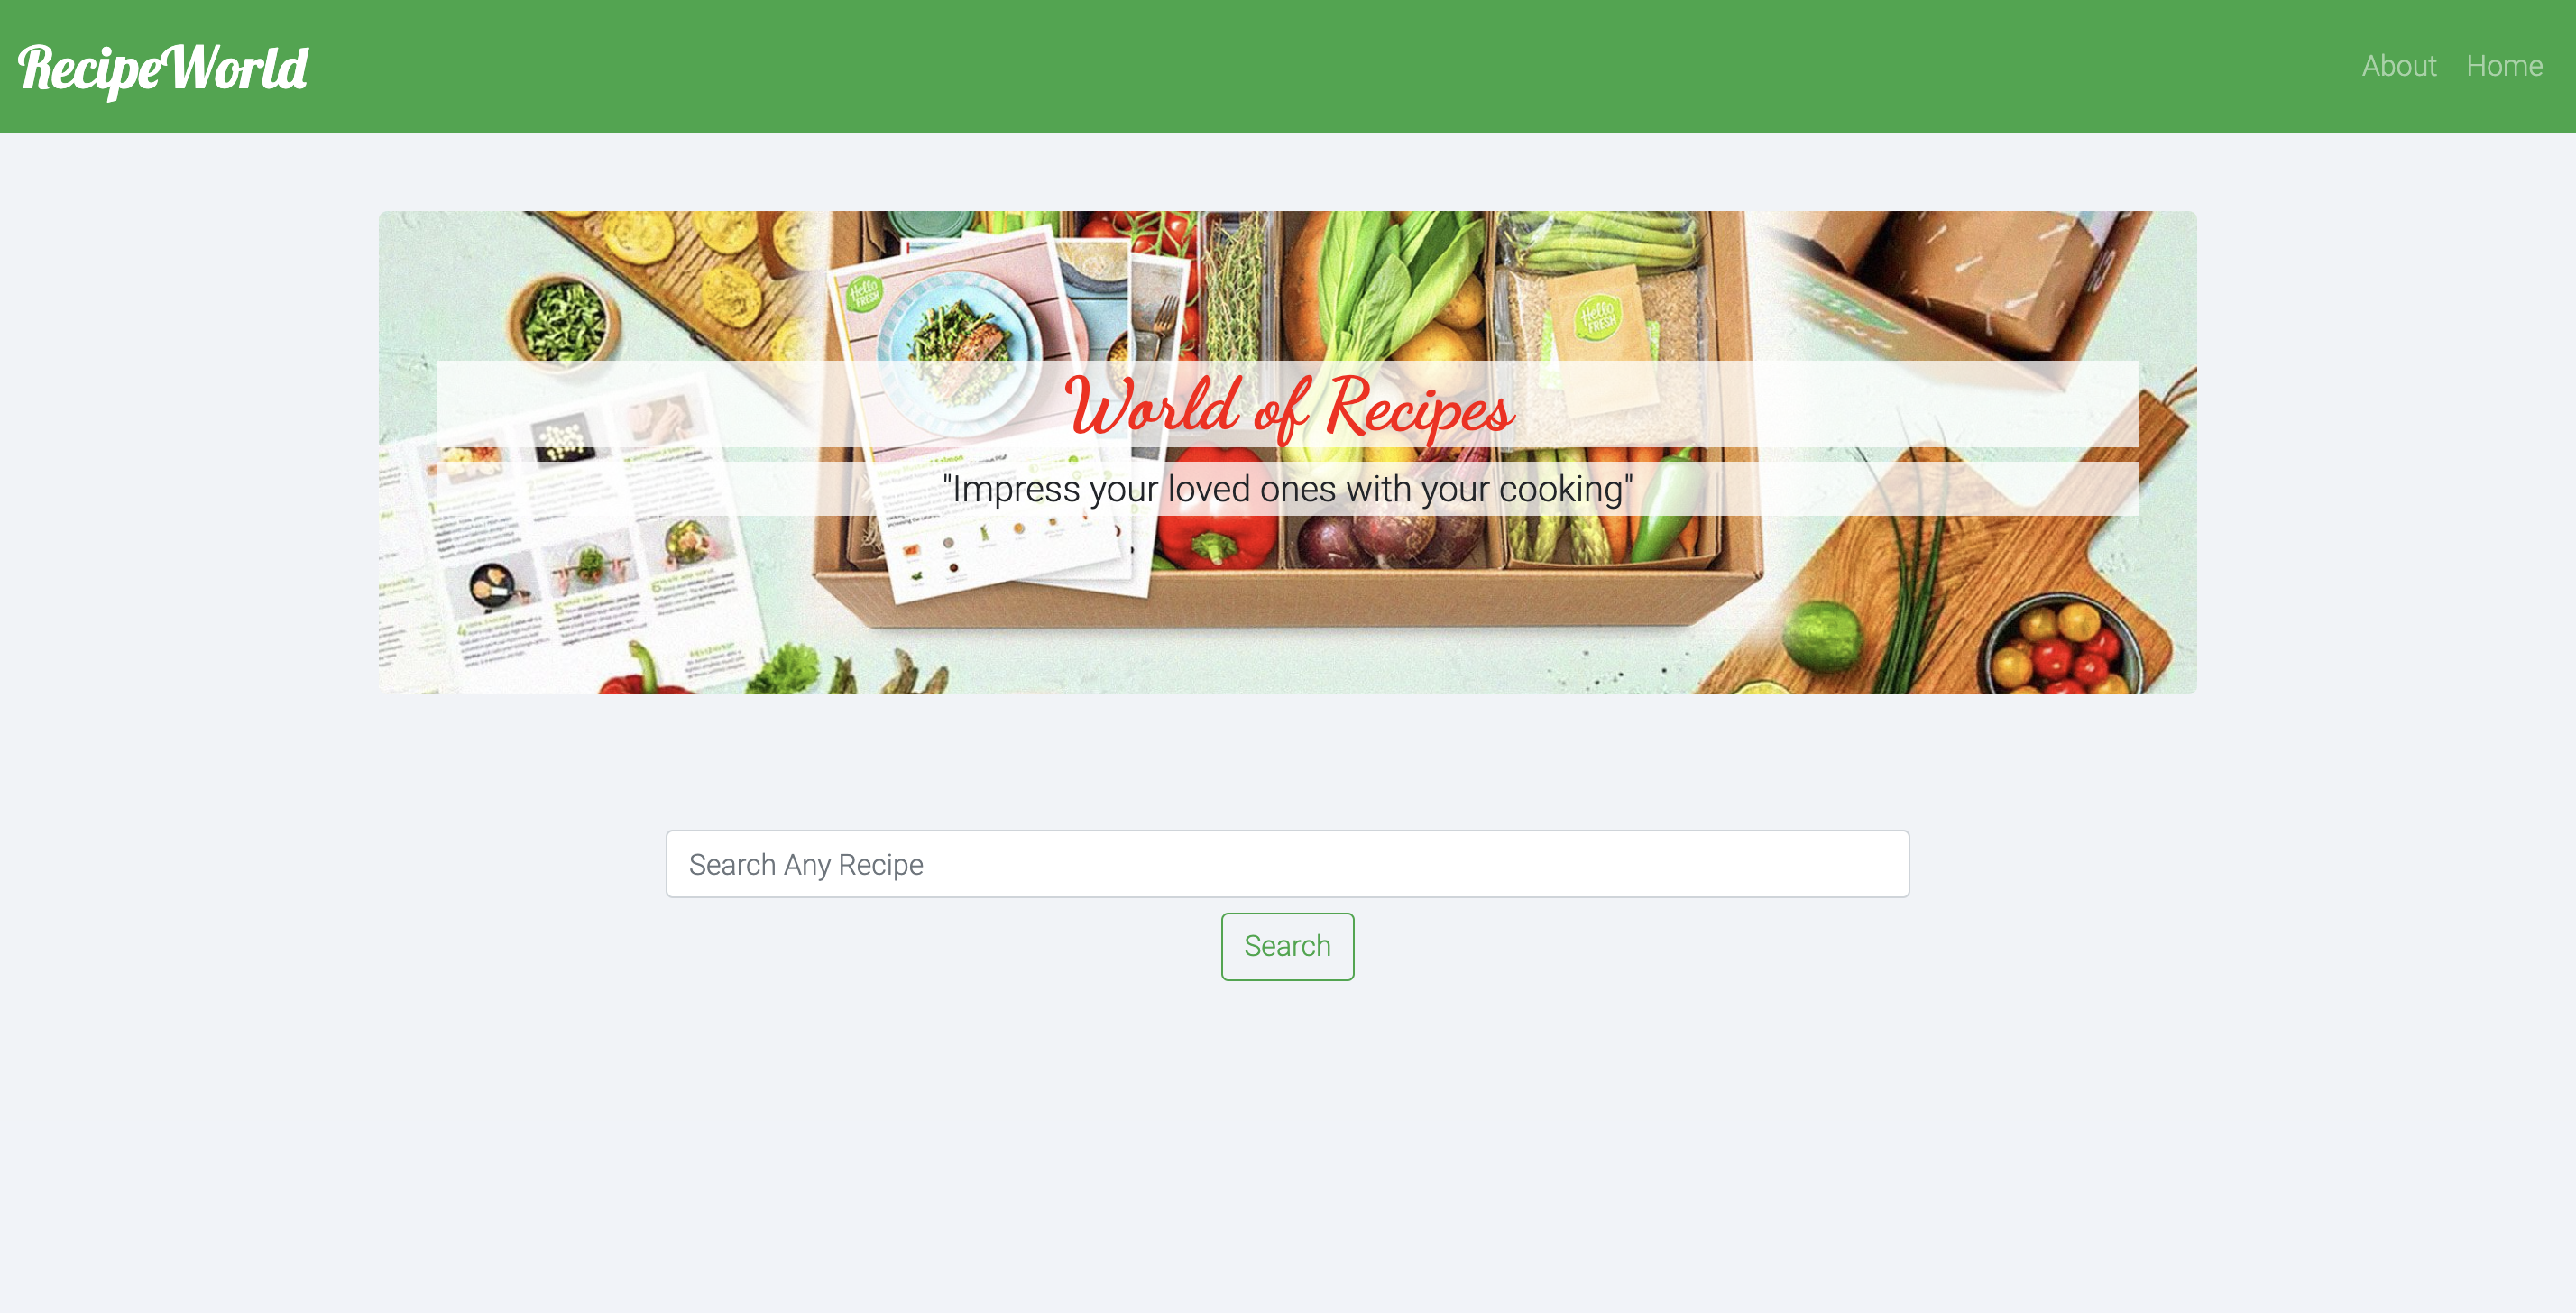 RecipeWorld
About Home
Hello
FRESH
Hello
FRESH
World of Recipes
"Impress your loved ones with your cooking"
Search Any Recipe
Search